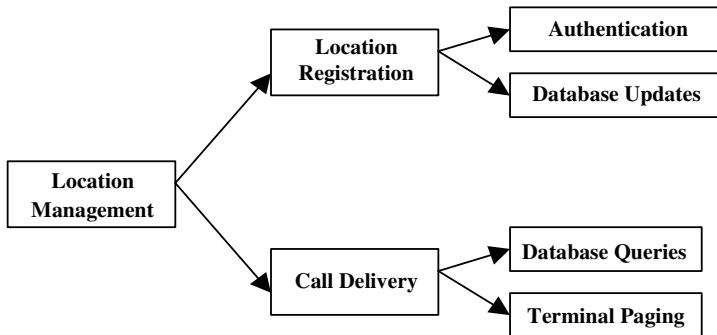 Location
Registration
Authentication
Database Updates
Location
Management
Call Delivery
Database Queries
Terminal Paging